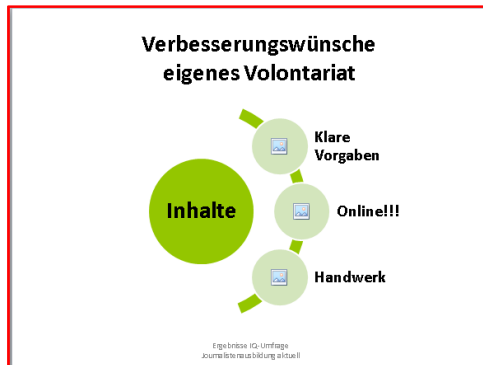 Verbesserungswünsche
eigenes Volontariat
Inhalte
Klare
Vorgaben
Online!!!
Handwerk
Ergebnisse IQ-Umfrage
Journalistenausbildung aktuell